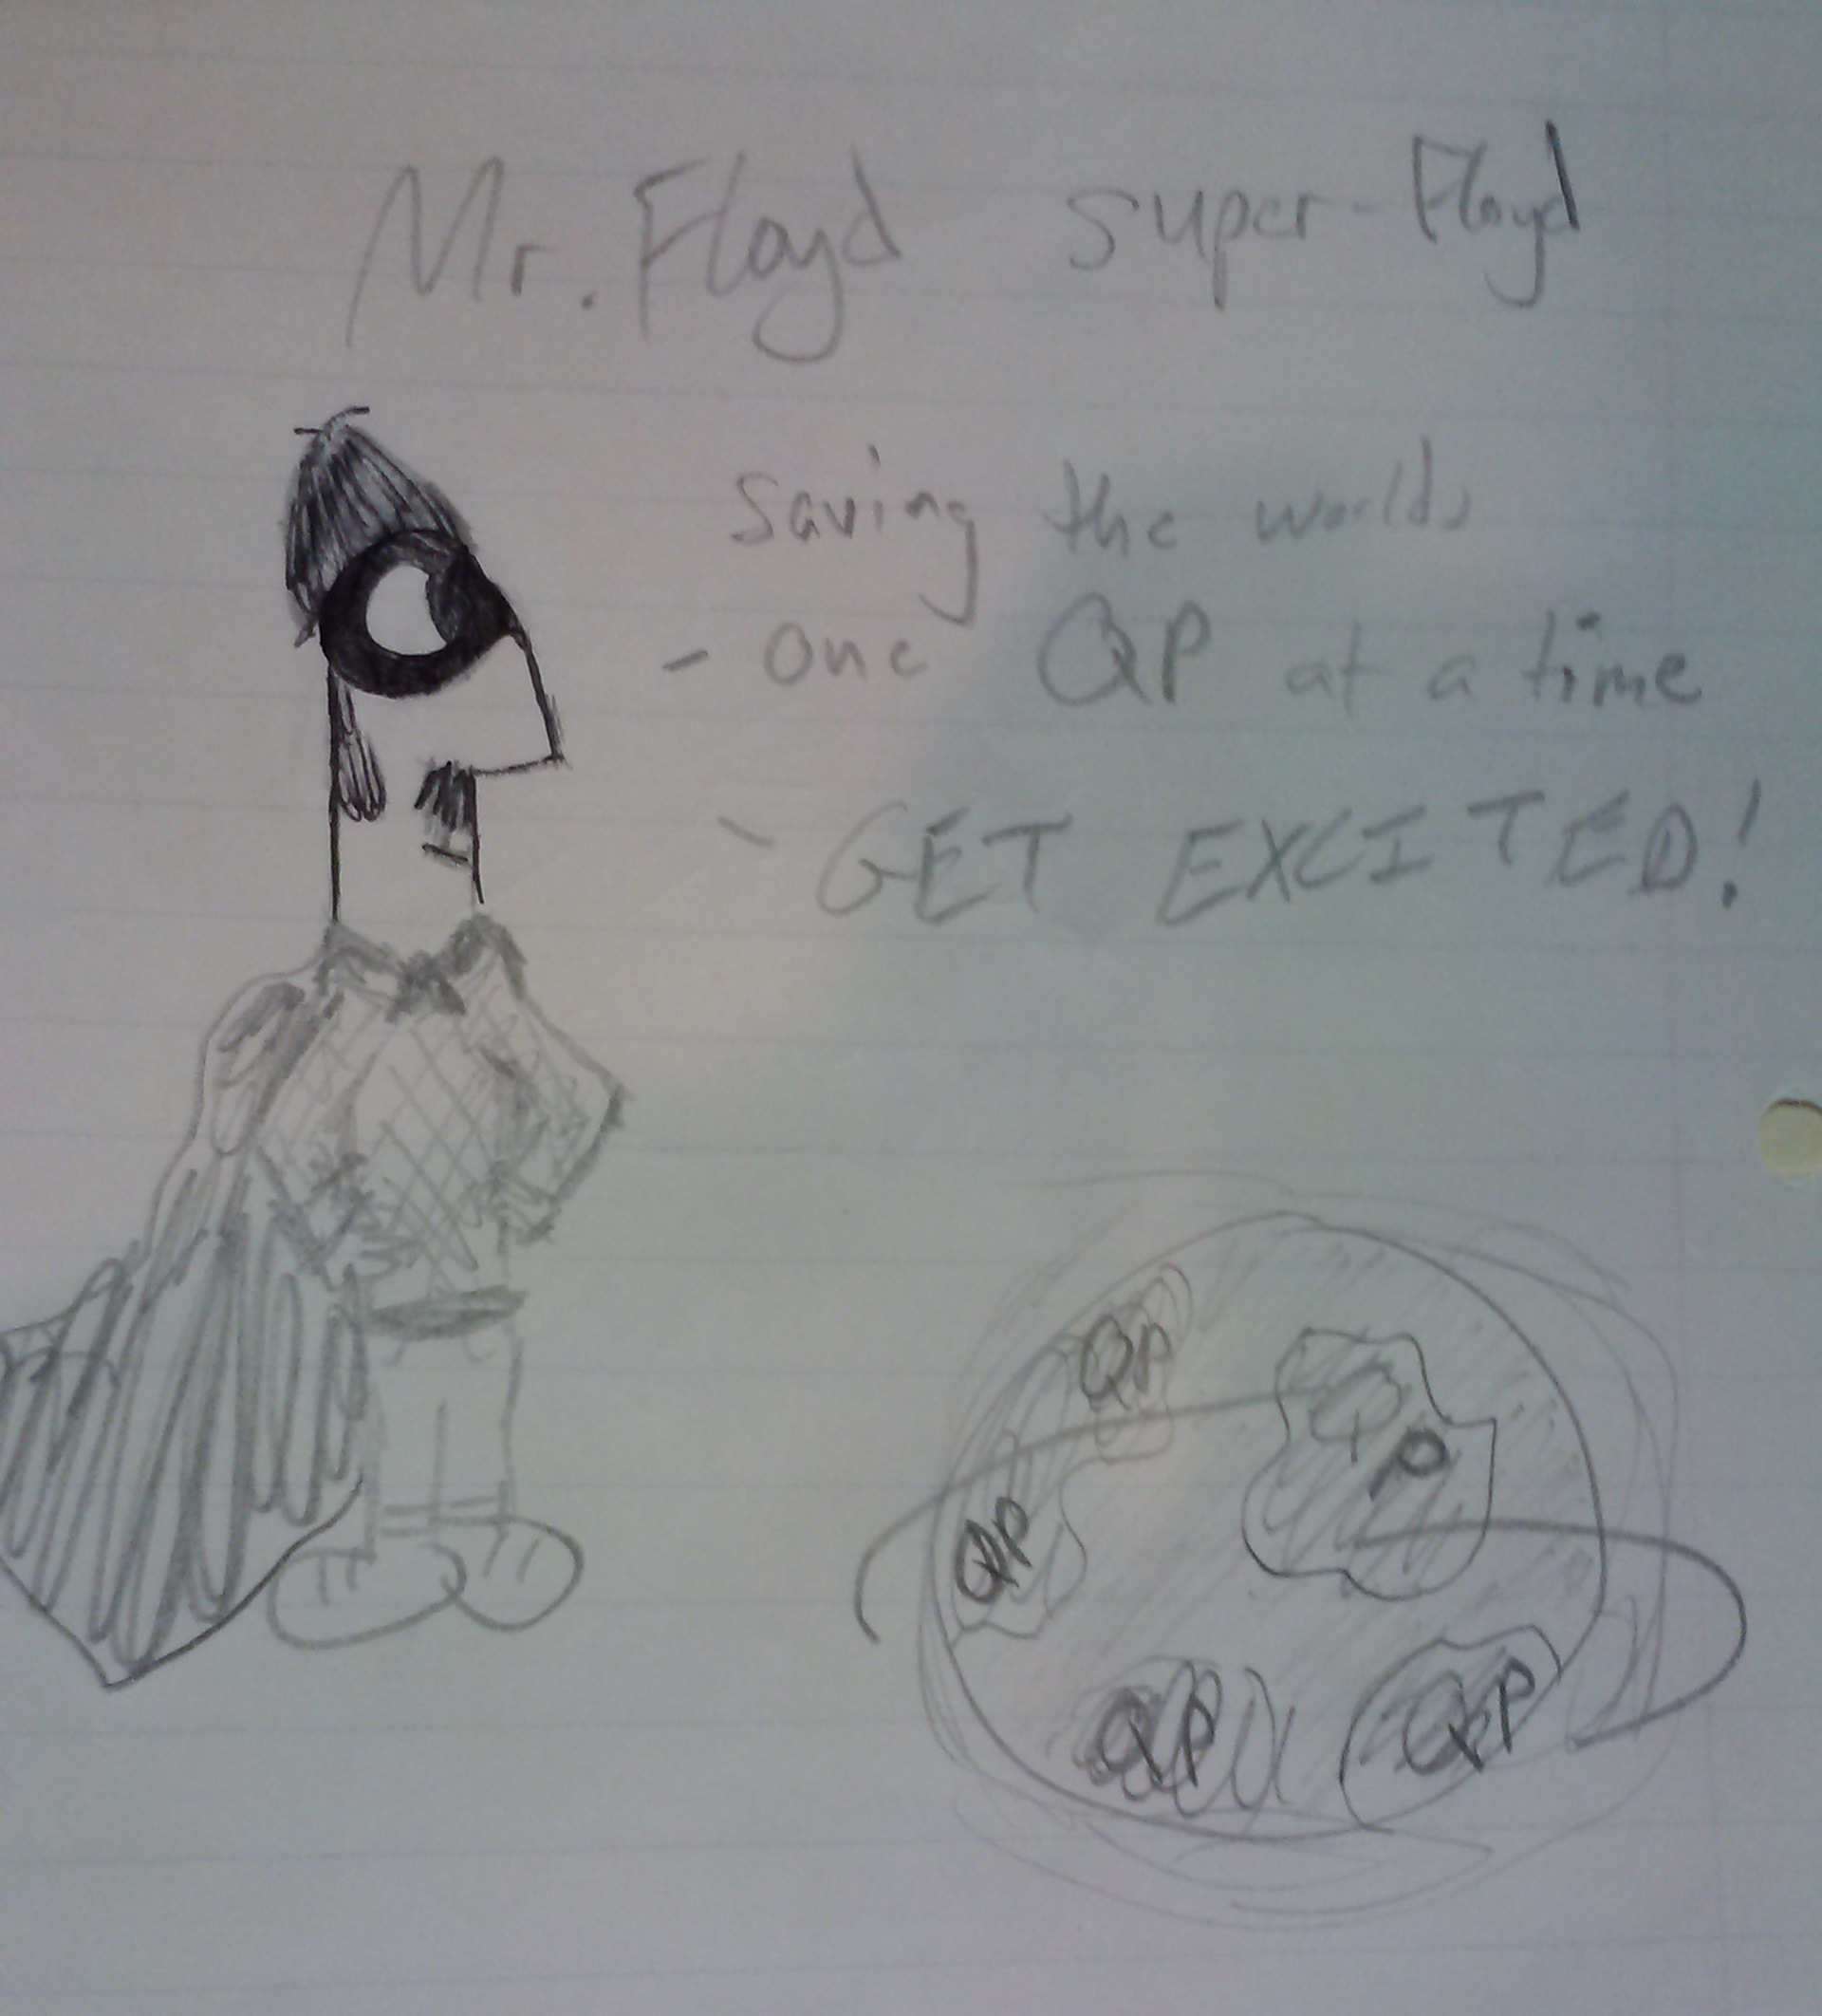 Mr. Floyd super-Floyd
saving the world,
- one QP at a time
- GET EXCITED!
QP
QP
QP
QP
QP